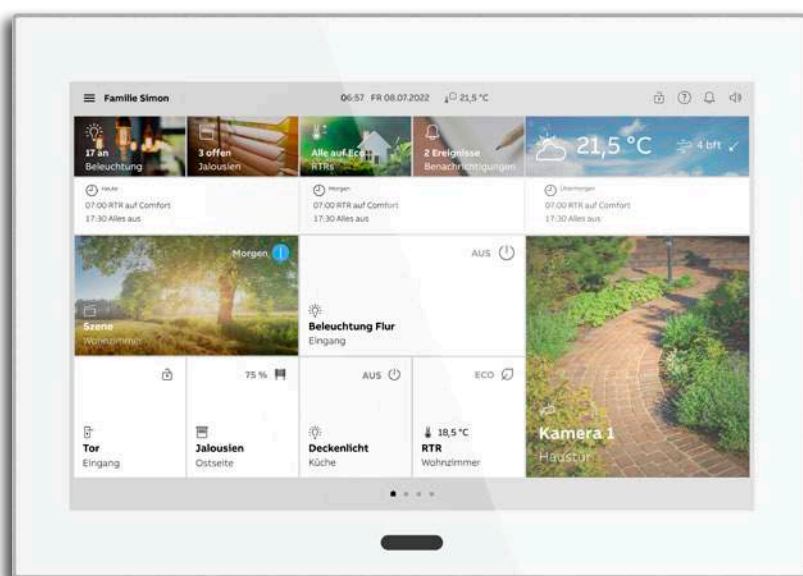 Familie Simon
06:57 FR 08.07.2022 21,5 °C
17 an
Beleuchtung
3 offen
Jalousien
Alle auf Eco
RTRs
2 Ereignisse
Benachrichtigungen
21,5 °C
4 bft
Heute
07:00 RTR auf Comfort
17:30 Alles aus
Morgen
07:00 RTR auf Comfort
17:30 Alles aus
Übermorgen
07:00 RTR auf Comfort
17:30 Alles aus
Morgen
Szene
Wohnzimmer
AUS
Beleuchtung Flur
Eingang
Kamera 1
Haustür
Tor
Eingang
75 %
Jalousien
Ostseite
AUS
Deckenlicht
Küche
ECO
18,5 °C
RTR
Wohnzimmer